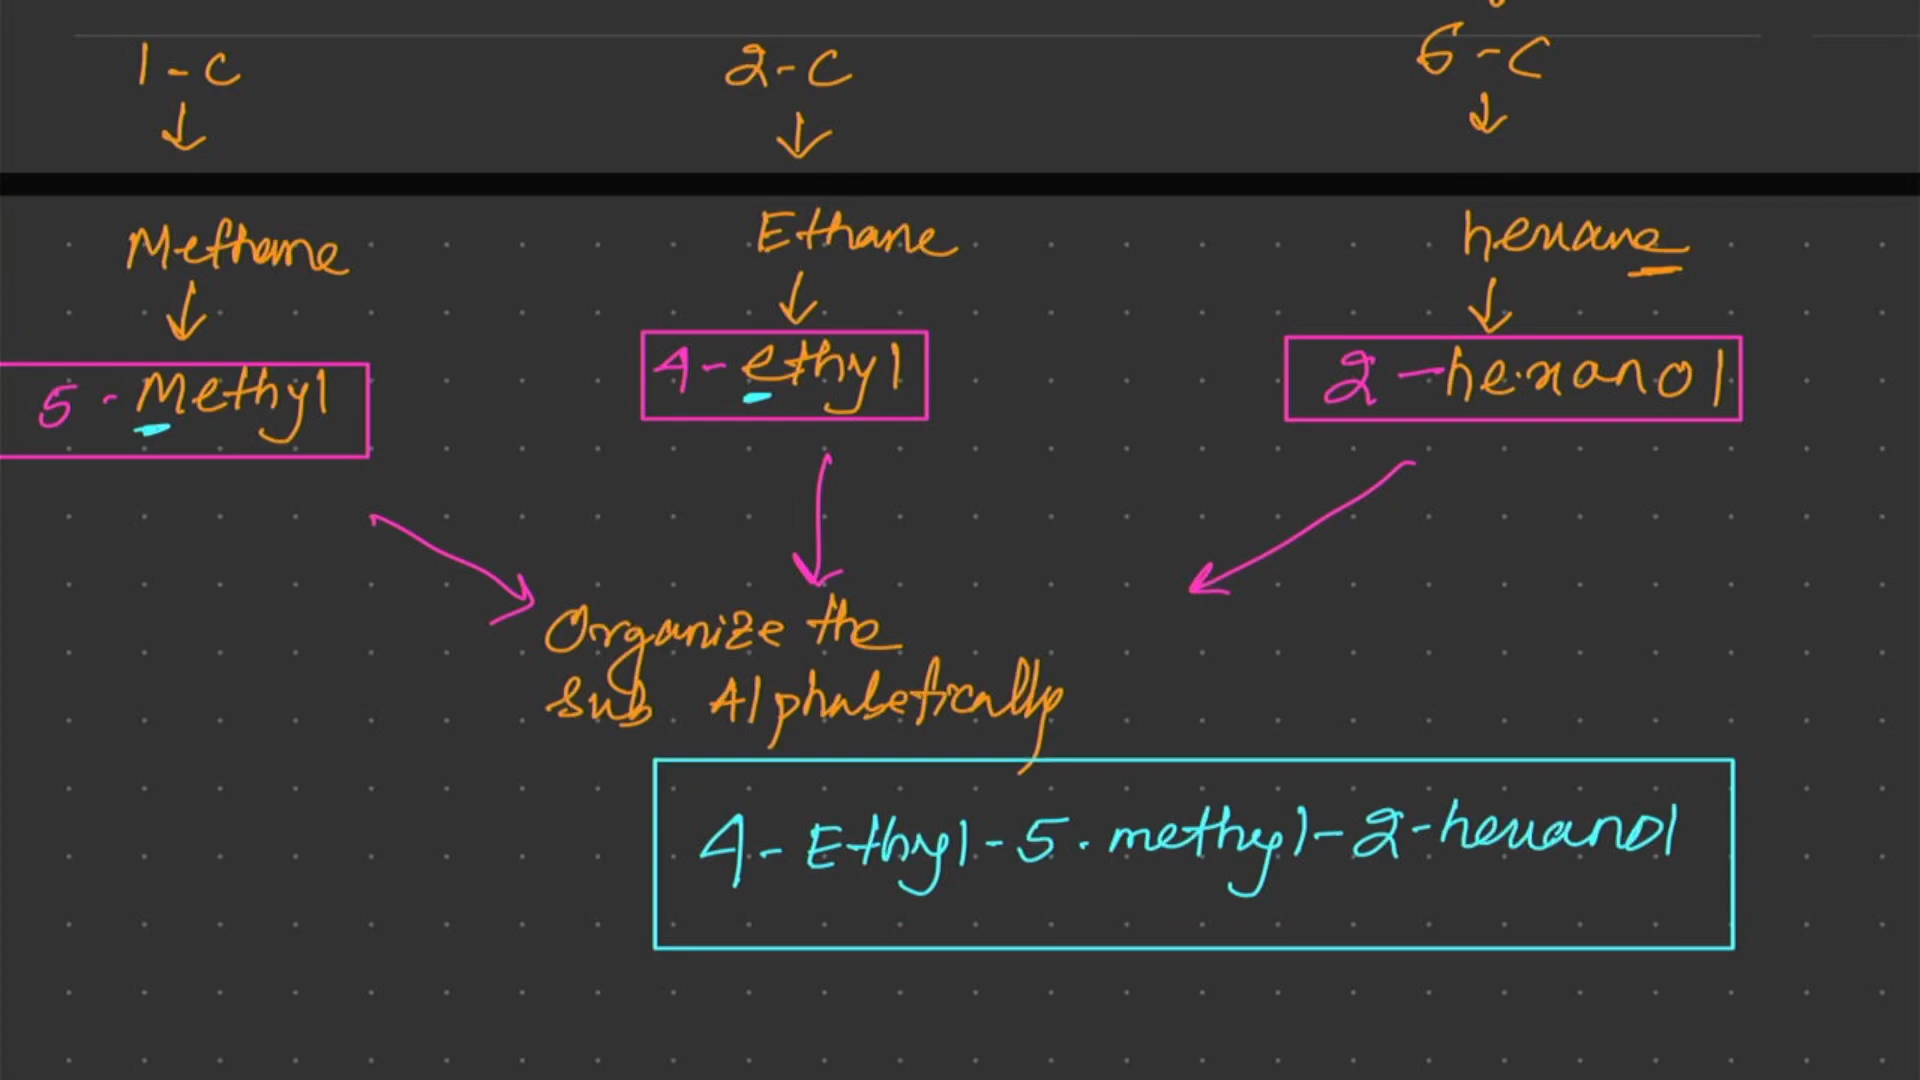 1-C 2-C 6-C
Methane Ethane hexane
5-Methyl 4-ethyl 2-hexanol
Organize the
Sub Alphabetically
4-Ethyl-5-methyl-2-hexanol